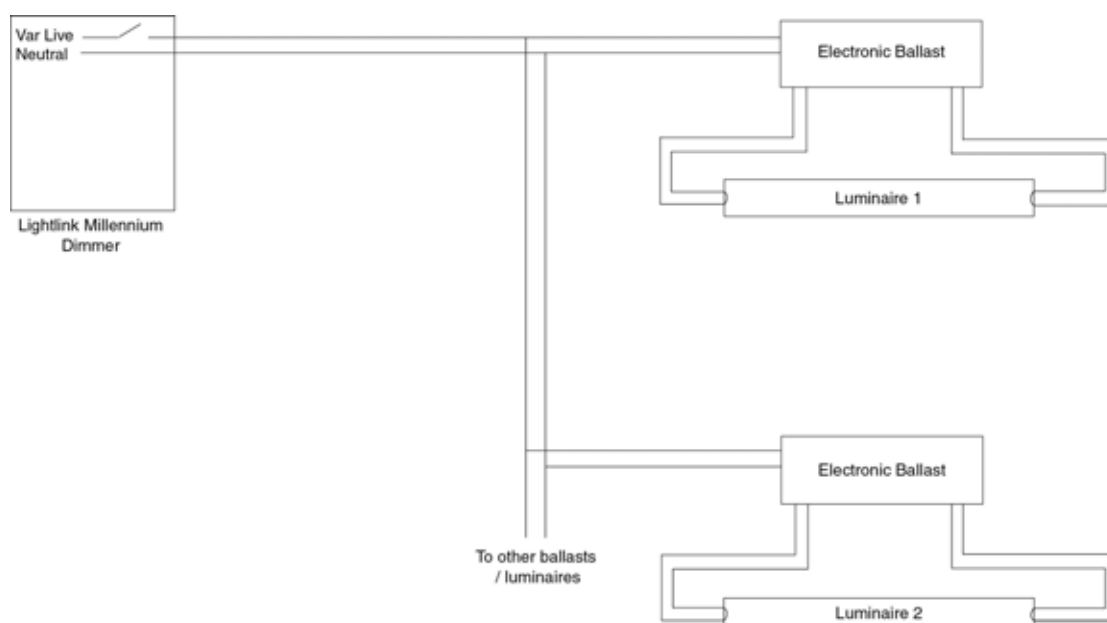 Var Live
Neutral
Electronic Ballast
Luminaire 1
Lightlink Millennium
Dimmer
Electronic Ballast
To other ballasts
/ luminaires
Luminaire 2